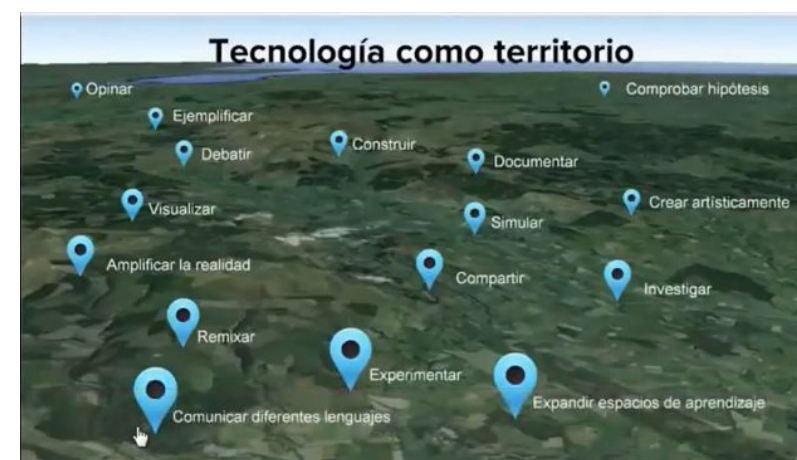 Tecnología como territorio
Opinar
Comprobar hipótesis
Ejemplificar
Construir
Debatir
Documentar
Visualizar
Crear artísticamente
Simular
Amplificar la realidad
Compartir
Investigar
Remixar
Experimentar
Expandir espacios de aprendizaje
Comunicar diferentes lenguajes